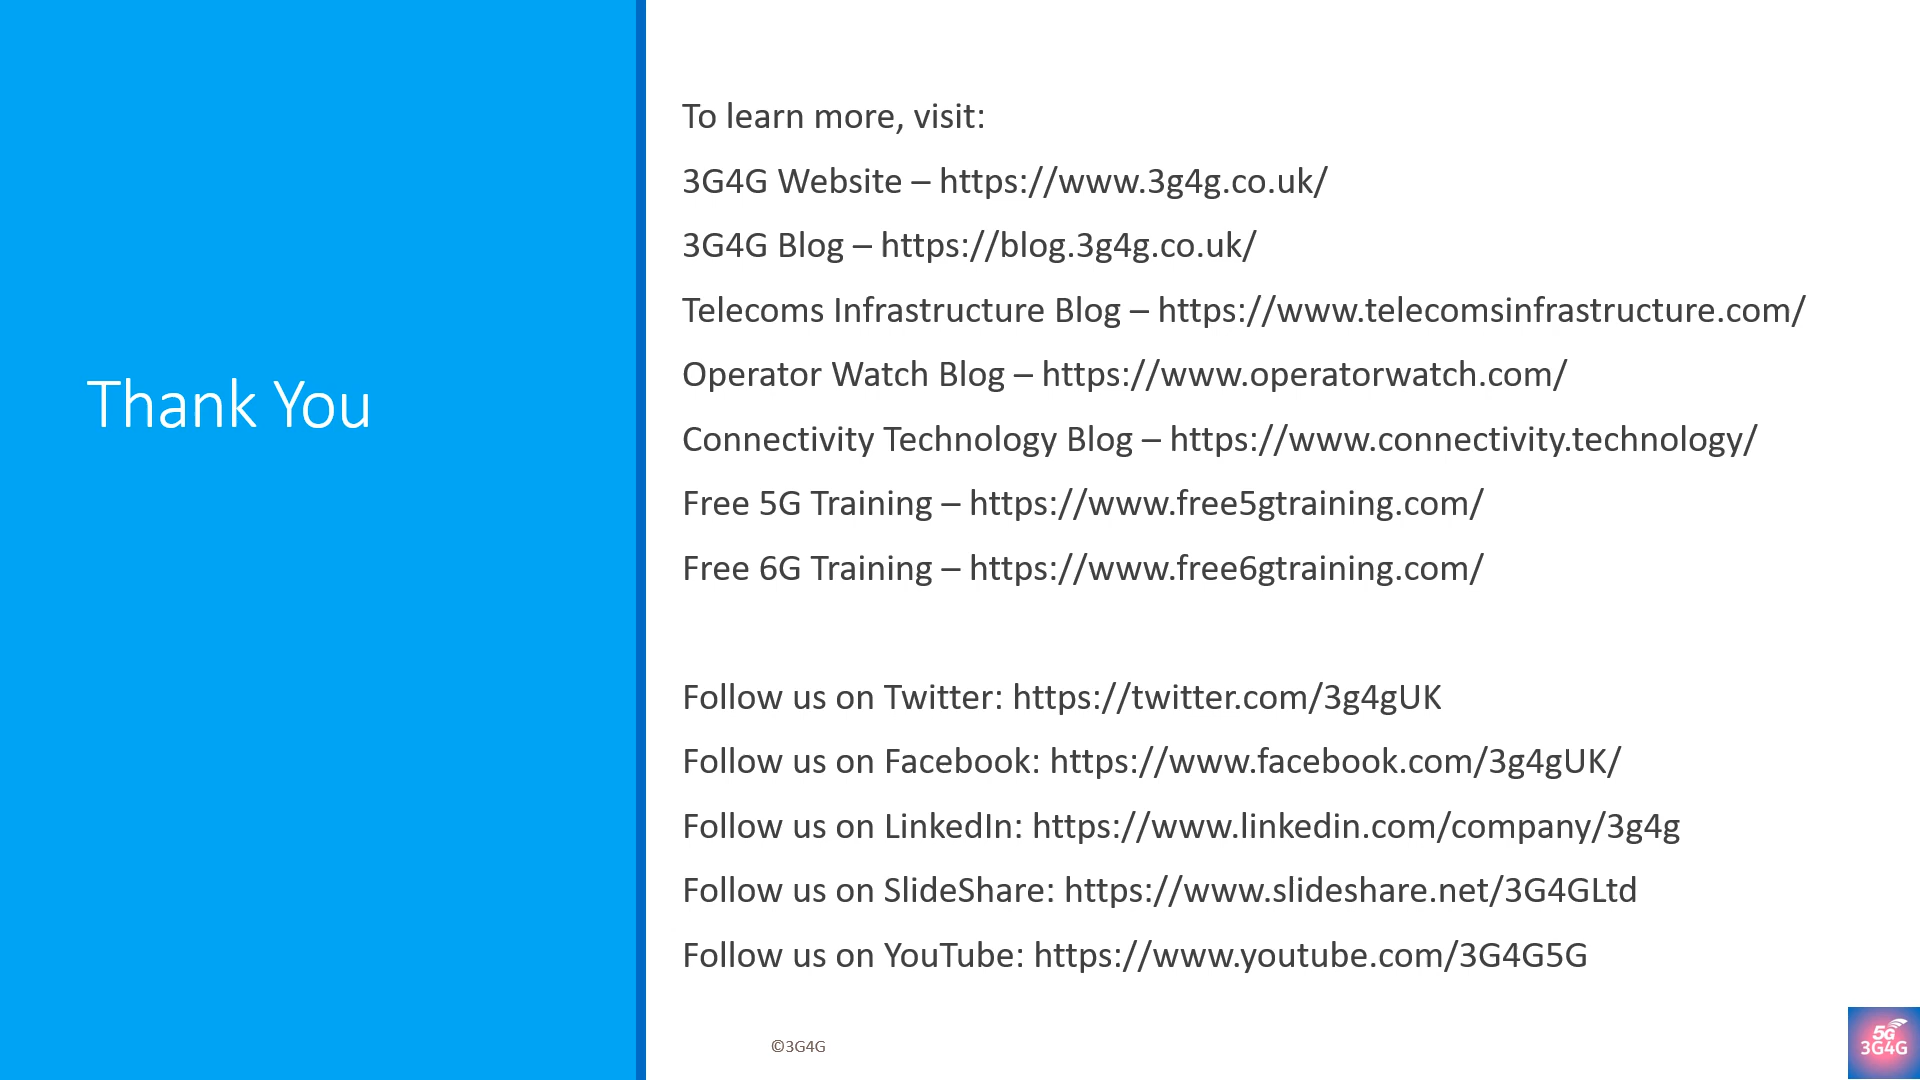 Thank You
To learn more, visit:
3G4G Website – https://www.3g4g.co.uk/
3G4G Blog – https://blog.3g4g.co.uk/
Telecoms Infrastructure Blog – https://www.telecomsinfrastructure.com/
Operator Watch Blog – https://www.operatorwatch.com/
Connectivity Technology Blog – https://www.connectivity.technology/
Free 5G Training – https://www.free5gtraining.com/
Free 6G Training – https://www.free6gtraining.com/
Follow us on Twitter: https://twitter.com/3g4gUK
Follow us on Facebook: https://www.facebook.com/3g4gUK/
Follow us on LinkedIn: https://www.linkedin.com/company/3g4g
Follow us on SlideShare: https://www.slideshare.net/3G4GLtd
Follow us on YouTube: https://www.youtube.com/3G4G5G
©3G4G
5G
3G4G